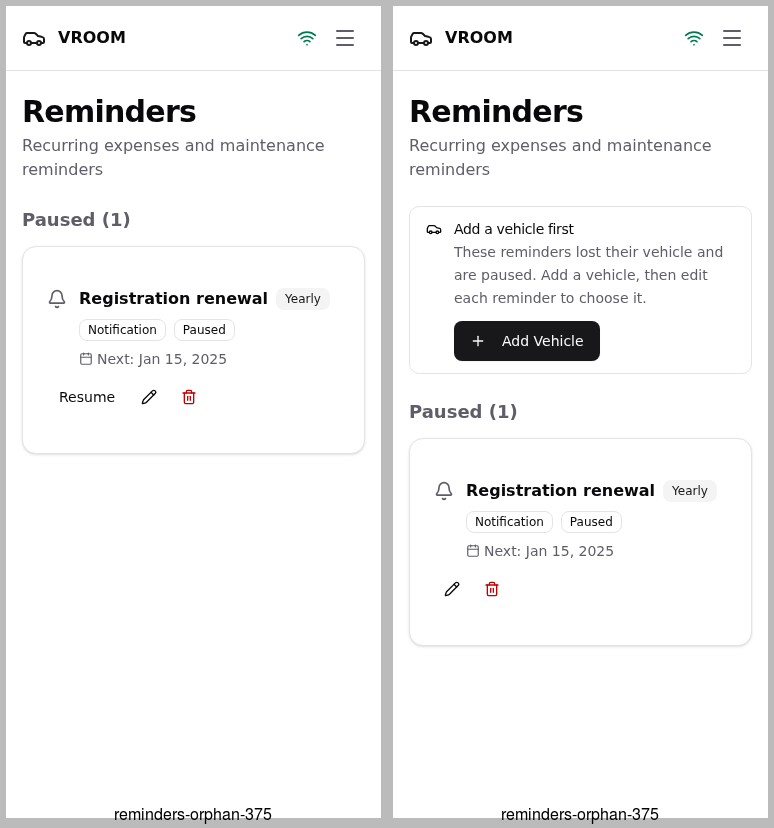 VROOM
Reminders
Recurring expenses and maintenance
reminders
Paused (1)
Registration renewal Yearly
Notification Paused
Next: Jan 15, 2025
Resume
reminders-orphan-375
VROOM
Reminders
Recurring expenses and maintenance
reminders
Add a vehicle first
These reminders lost their vehicle and
are paused. Add a vehicle, then edit
each reminder to choose it.
Add Vehicle
Paused (1)
Registration renewal Yearly
Notification Paused
Next: Jan 15, 2025
reminders-orphan-375